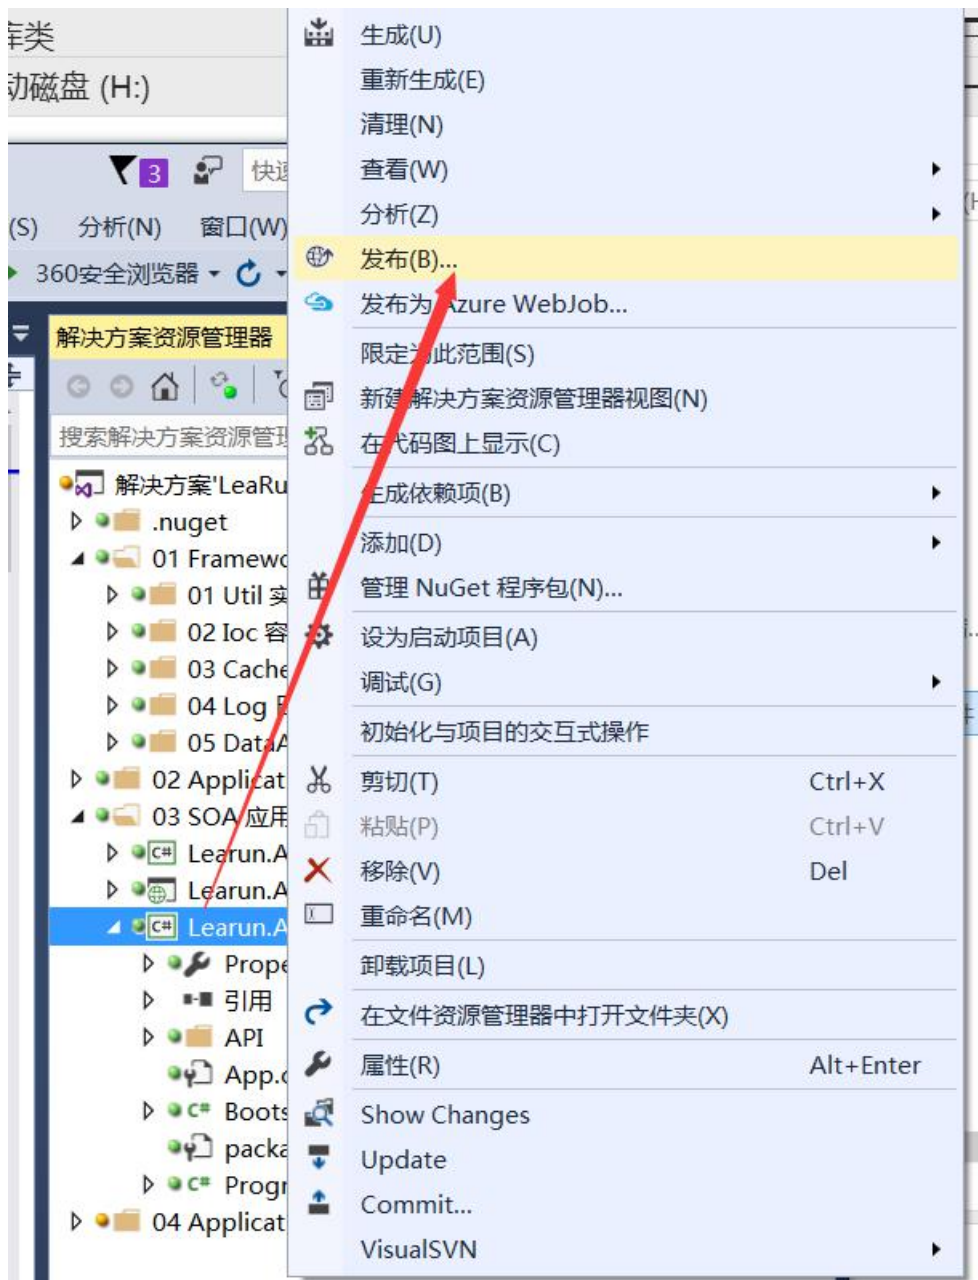 库类
动磁盘 (H:)
3
快速
(S) 分析(N) 窗口(W)
360安全浏览器
解决方案资源管理器
搜索解决方案资源管理
解决方案'LeaRu
.nuget
01 Framewo
01 Util 实
02 Ioc 容
03 Cache
04 Log
05 DataA
02 Applicat
03 SOA 应用
Learun.A
Learun.A
Learun.A
Prope
引用
API
App.c
Boots
packa
Progr
04 Applicat
生成(U)
重新生成(E)
清理(N)
查看(W)
分析(Z)
发布(B)...
发布为 Azure WebJob...
限定为此范围(S)
新建解决方案资源管理器视图(N)
在代码图上显示(C)
生成依赖项(B)
添加(D)
管理 NuGet 程序包(N)...
设为启动项目(A)
调试(G)
初始化与项目的交互式操作
剪切(T) Ctrl+X
粘贴(P) Ctrl+V
移除(V) Del
重命名(M)
卸载项目(L)
在文件资源管理器中打开文件夹(X)
属性(R) Alt+Enter
Show Changes
Update
Commit...
VisualSVN